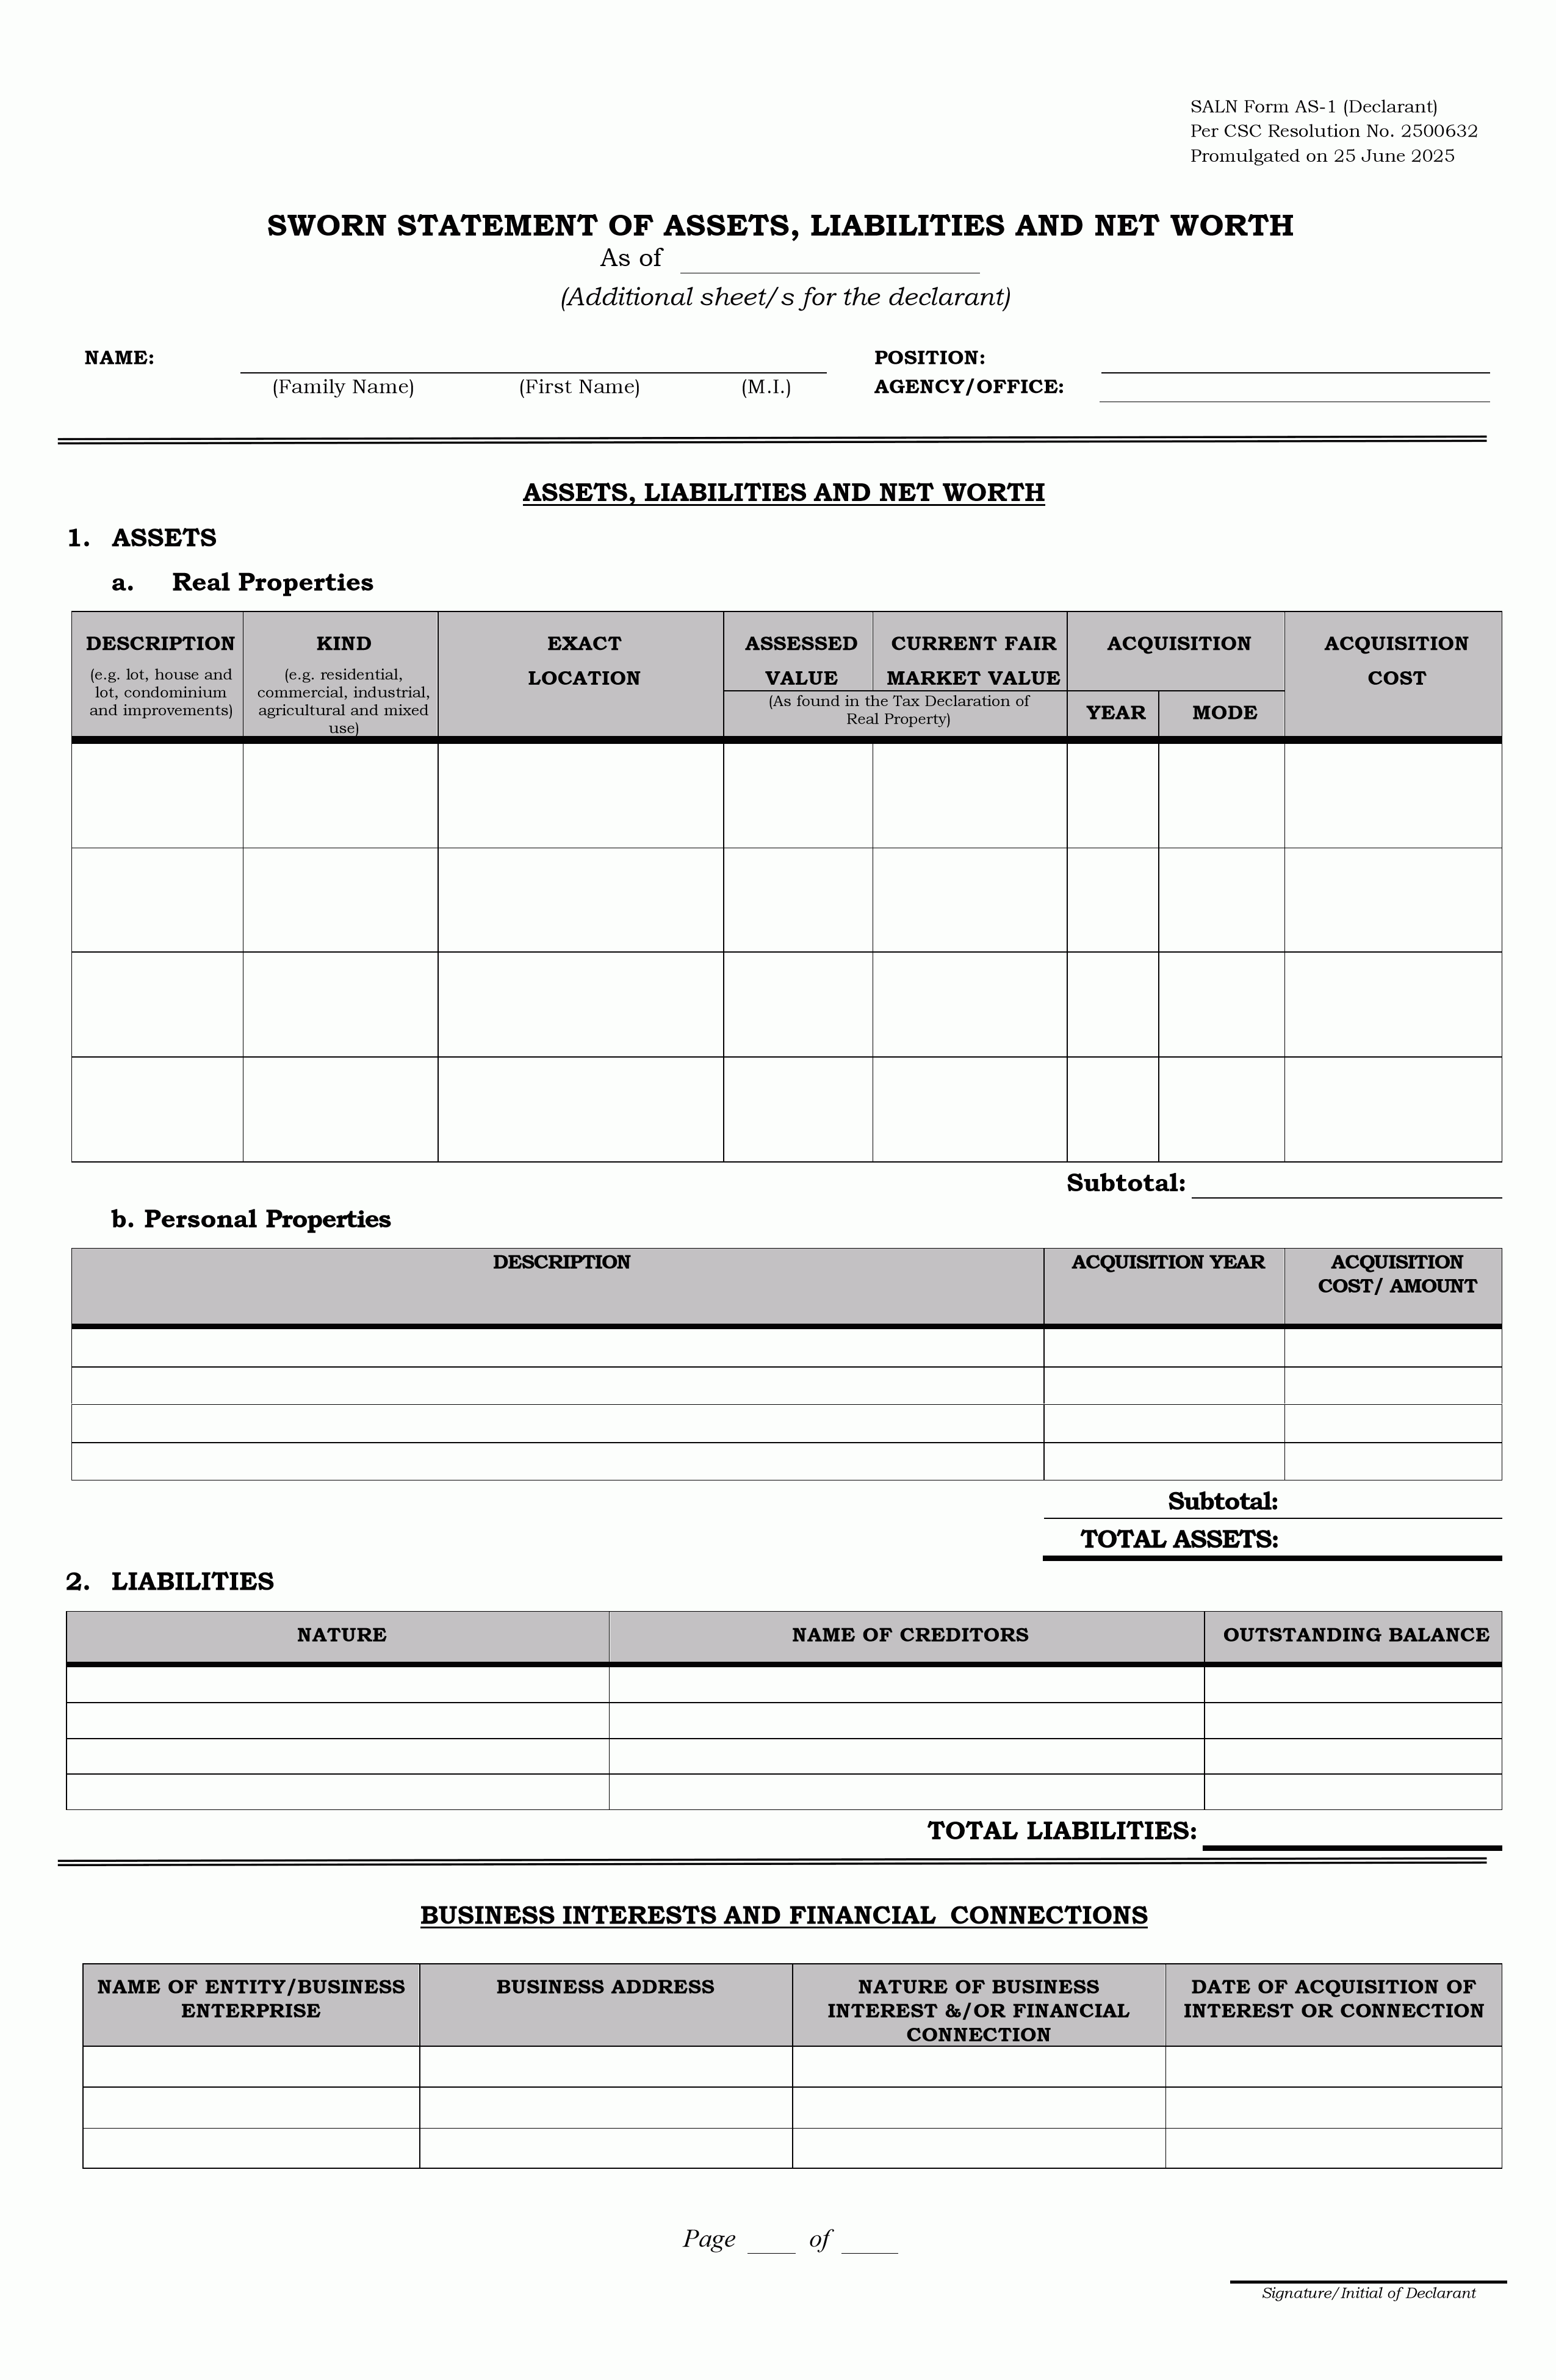 SALN Form AS-1 (Declarant)
Per CSC Resolution No. 2500632
Promulgated on 25 June 2025
SWORN STATEMENT OF ASSETS, LIABILITIES AND NET WORTH
As of
(Additional sheet/s for the declarant)
NAME: POSITION:
(Family Name) (First Name) (M.I.) AGENCY/OFFICE:
ASSETS, LIABILITIES AND NET WORTH
1. ASSETS
a. Real Properties
DESCRIPTION
(e.g. lot, house and
lot, condominium
and improvements)
KIND
(e.g. residential,
commercial, industrial,
agricultural and mixed
use)
EXACT
LOCATION
ASSESSED
VALUE
CURRENT FAIR
MARKET VALUE
(As found in the Tax Declaration of
Real Property)
ACQUISITION
YEAR MODE
ACQUISITION
COST
Subtotal:
b. Personal Properties
DESCRIPTION
ACQUISITION YEAR
ACQUISITION
COST/ AMOUNT
Subtotal:
TOTAL ASSETS:
2. LIABILITIES
NATURE NAME OF CREDITORS OUTSTANDING BALANCE
TOTAL LIABILITIES:
BUSINESS INTERESTS AND FINANCIAL CONNECTIONS
NAME OF ENTITY/BUSINESS
ENTERPRISE
BUSINESS ADDRESS
NATURE OF BUSINESS
INTEREST &/OR FINANCIAL
CONNECTION
DATE OF ACQUISITION OF
INTEREST OR CONNECTION
Page ____ of ____
Signature/Initial of Declarant